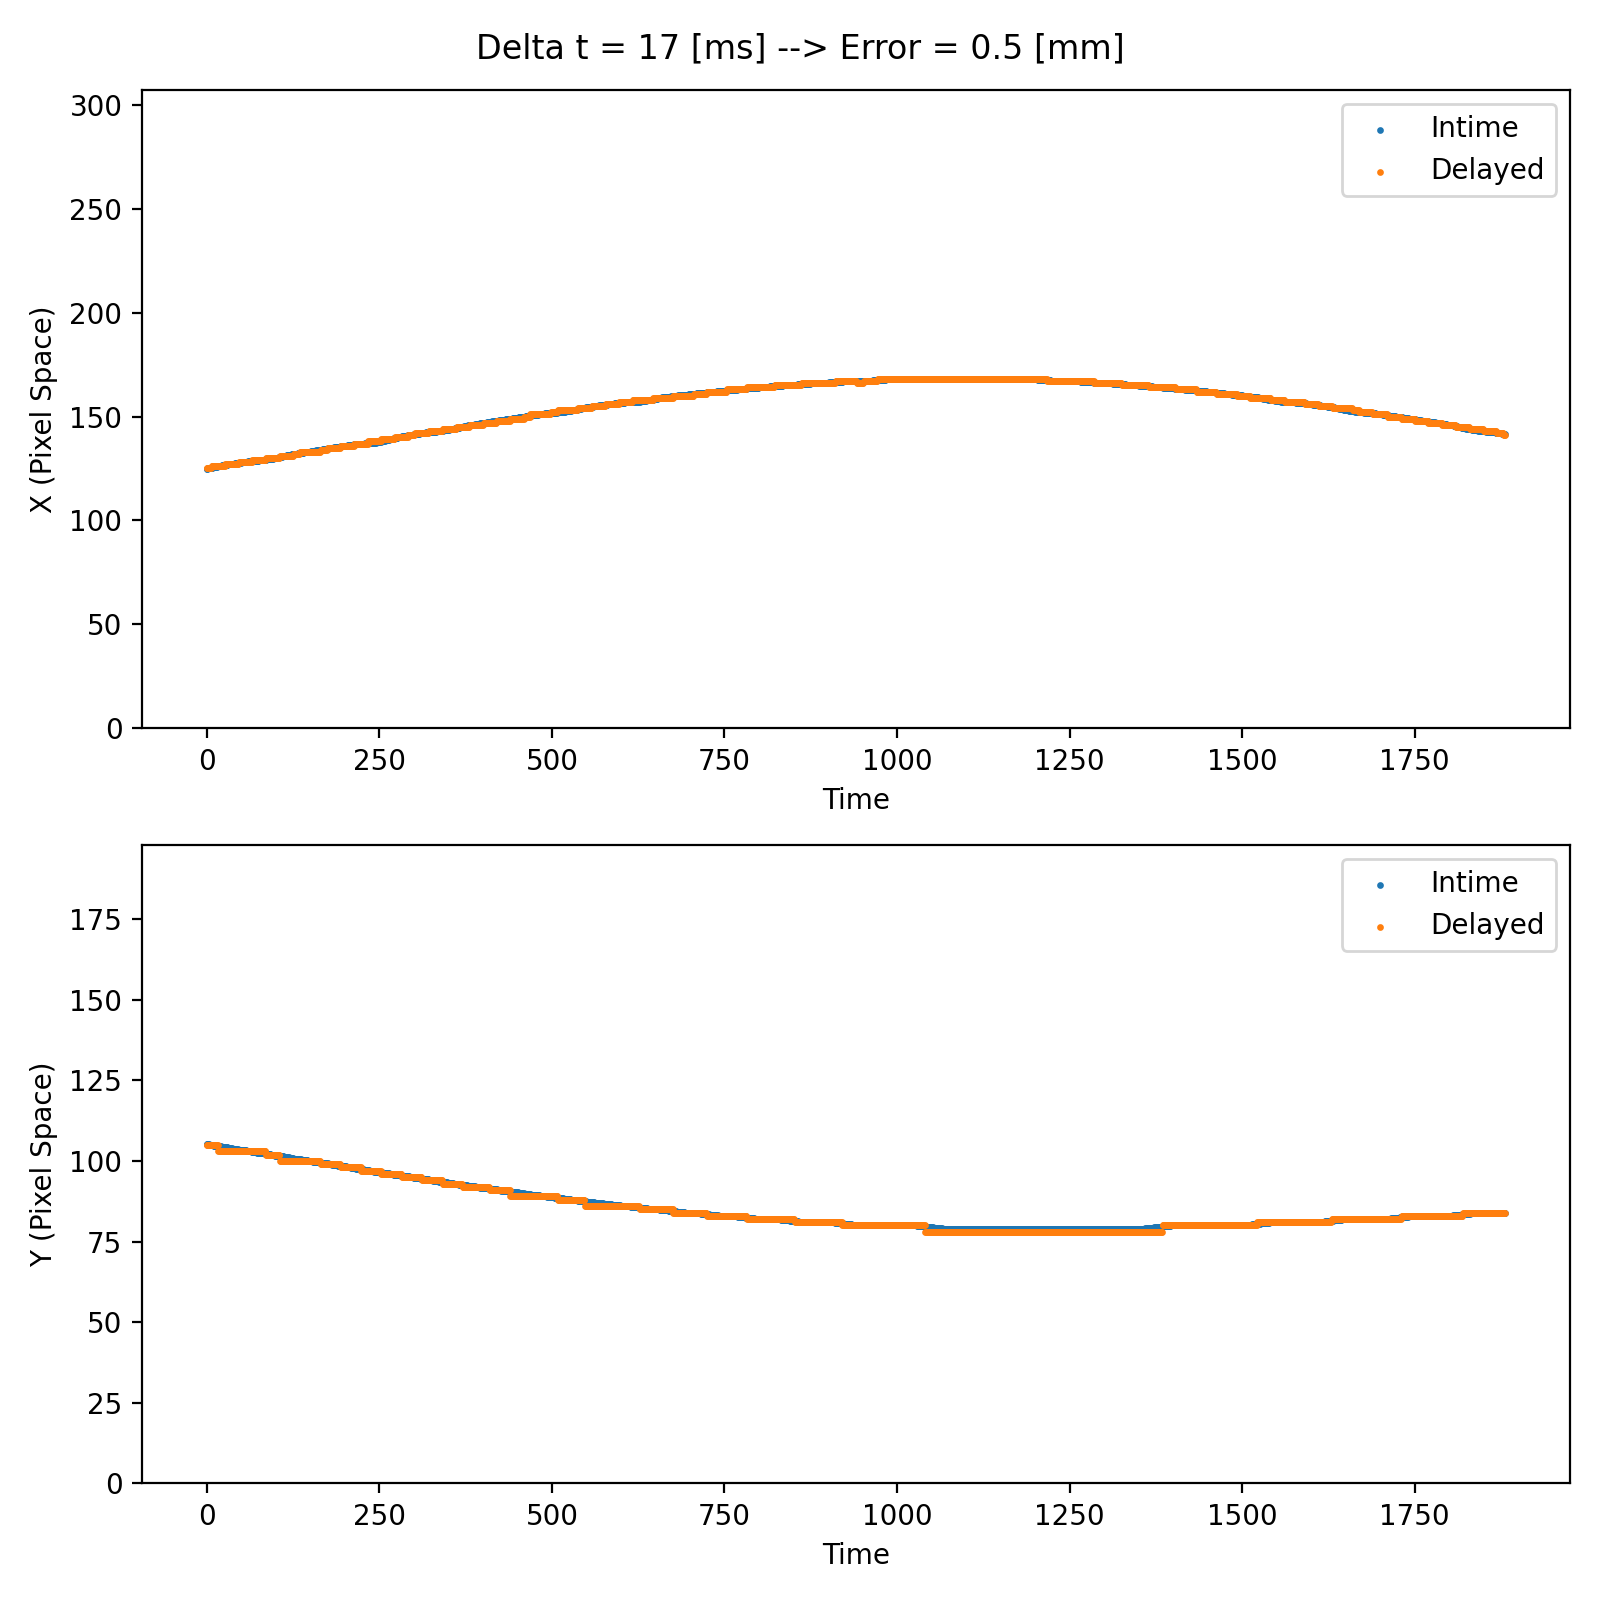 Delta t = 17 [ms] --> Error = 0.5 [mm]
300
250
200
150
100
50
0
X (Pixel Space)
Intime
Delayed
0 250 500 750 1000 1250 1500 1750
Time
175
150
125
100
75
50
25
0
Y (Pixel Space)
Intime
Delayed
0 250 500 750 1000 1250 1500 1750
Time